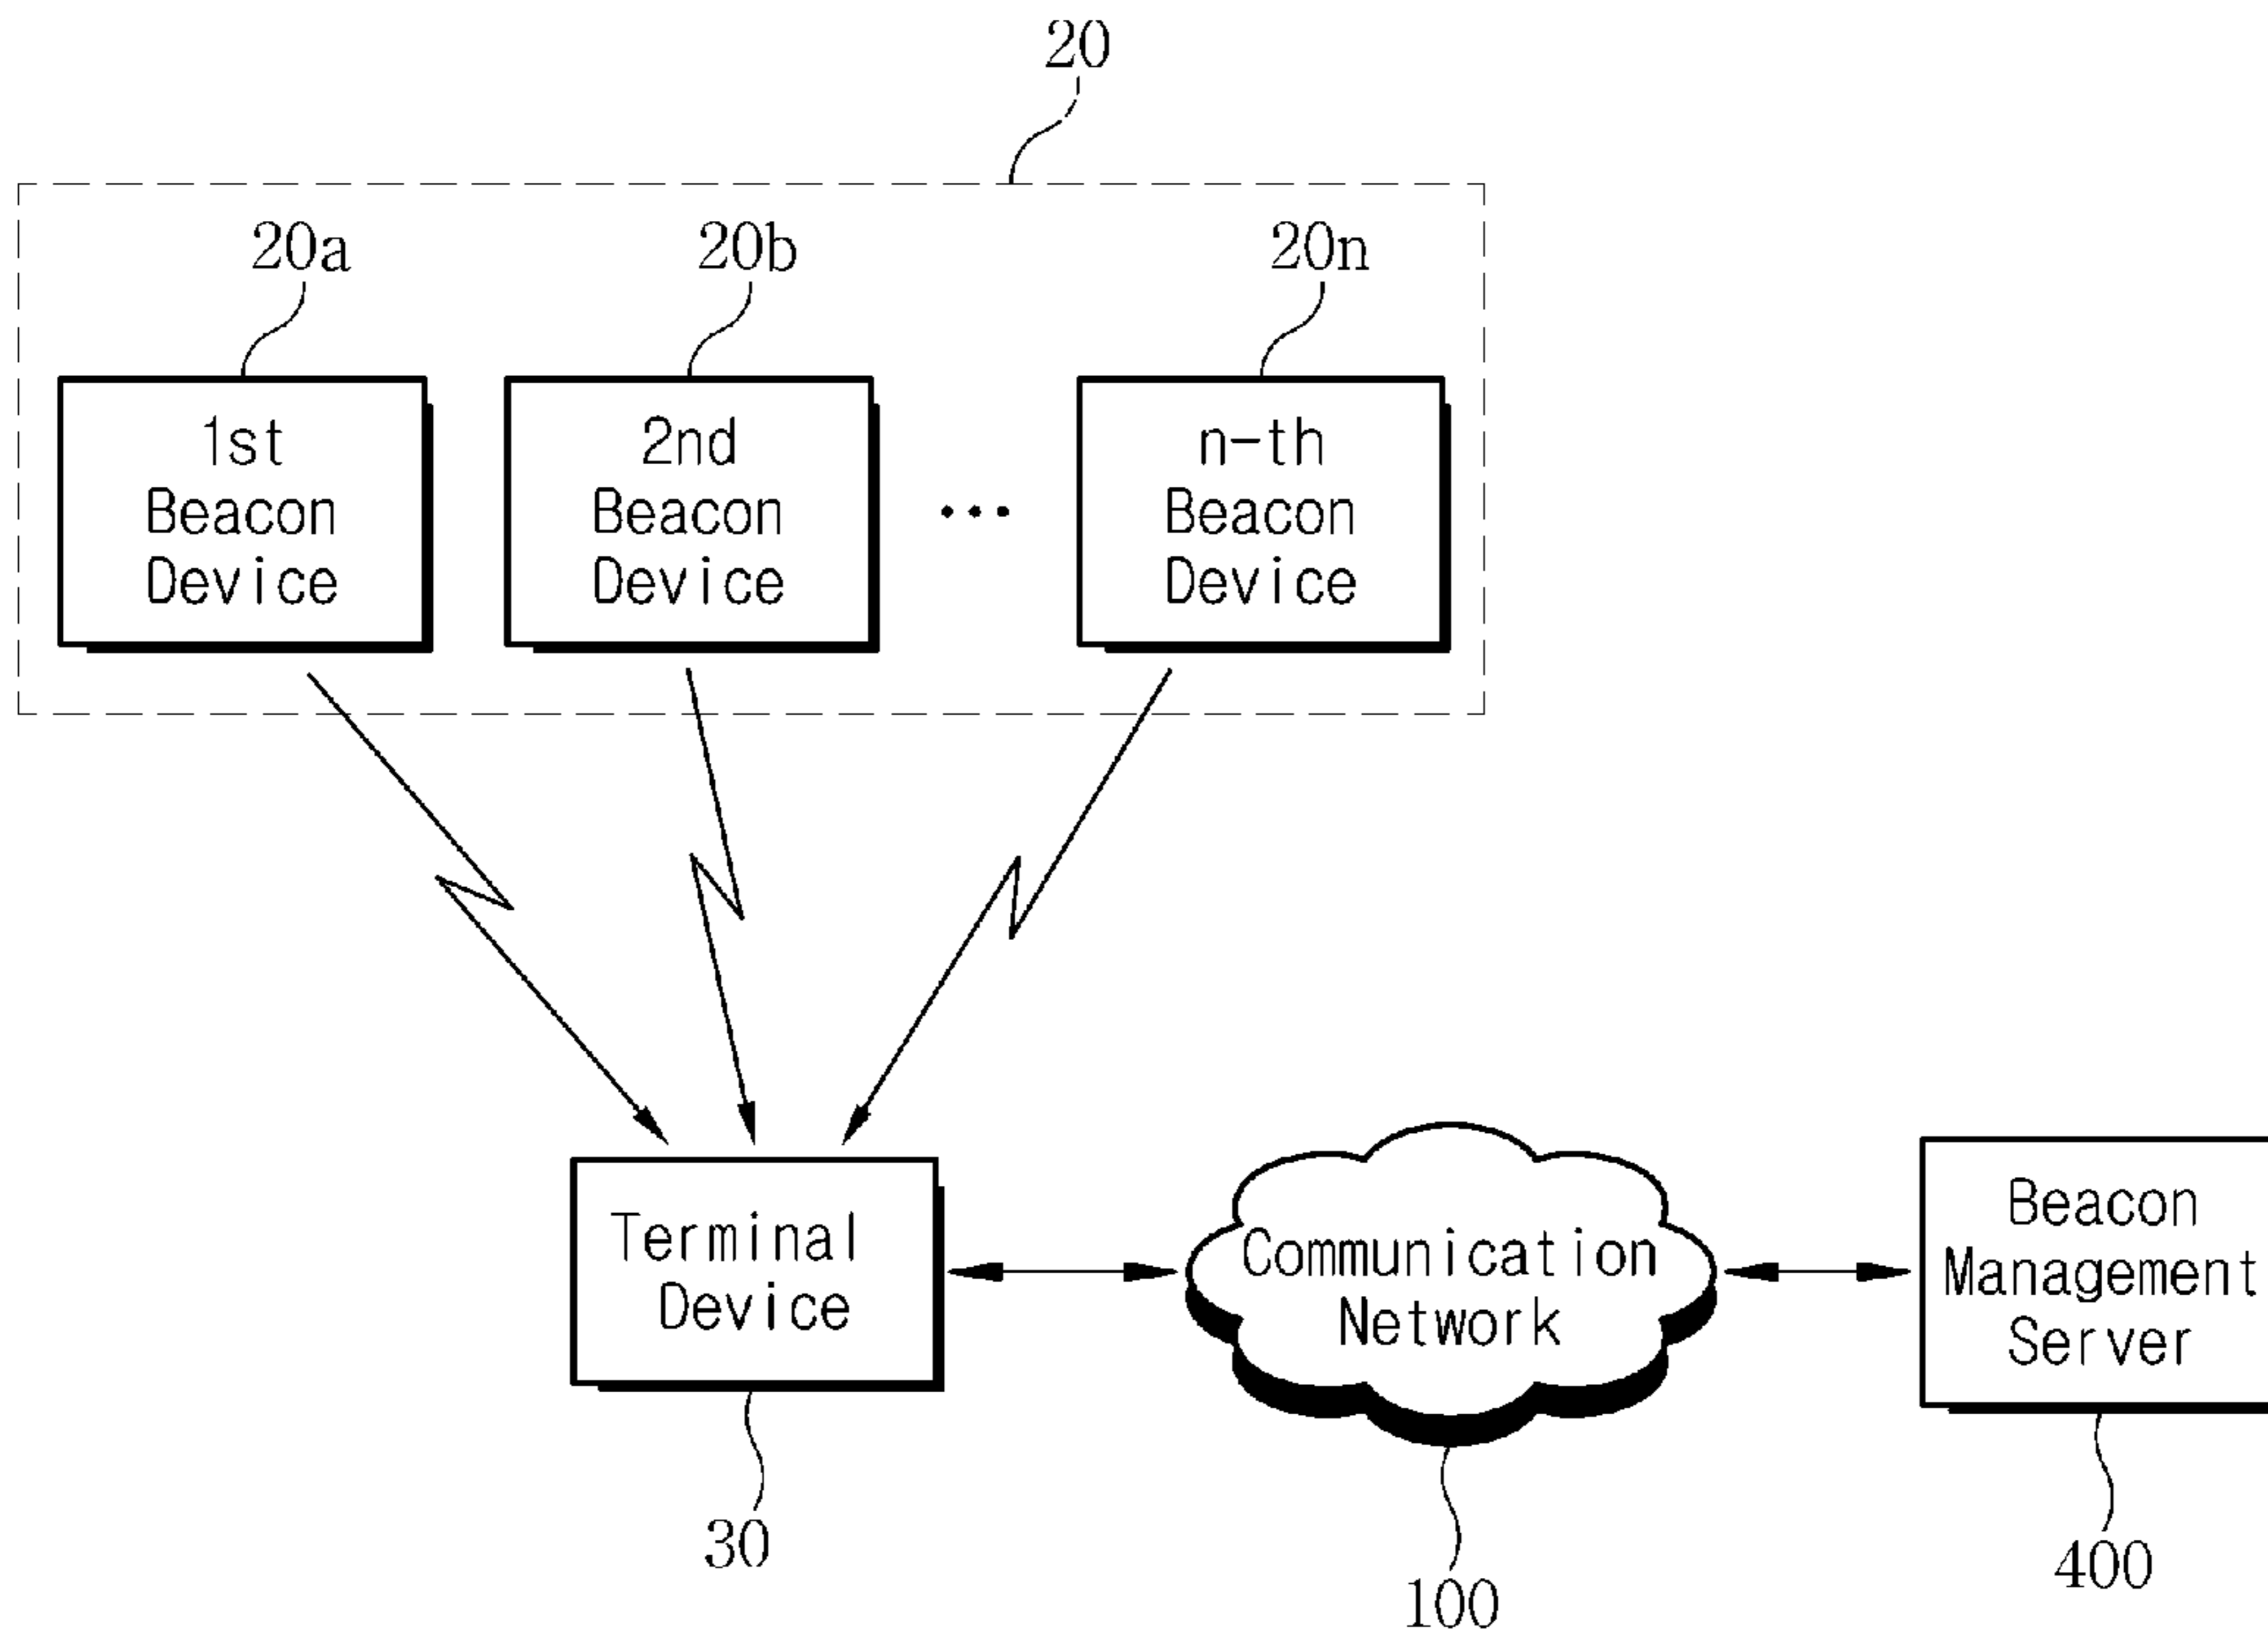 20
20a
20b
20n
1st
Beacon
Device
2nd
Beacon
Device
...
n-th
Beacon
Device
Terminal
Device
Communication
Network
Beacon
Management
Server
30
100
400